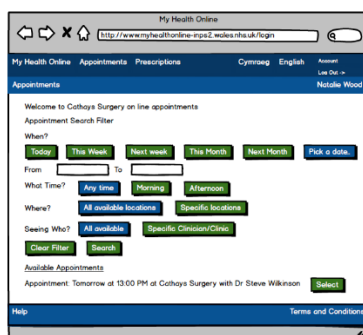 My Health Online
http://www.myhealthonline-inps2.wales.nhs.uk/login
My Health Online Appointments Prescriptions Cymraeg English Account
Log Out ->
Appointments Natalie Wood
Welcome to Cathays Surgery on line appointments
Appointment Search Filter
When?
Today This Week Next week This Month Next Month Pick a date.
From To
What Time? Any time Morning Afternoon
Where? All available locations Specific locations
Seeing Who? All available Specific Clinician/Clinic
Clear Filter Search
Available Appointments
Appointment: Tomorrow at 13:00 PM at Cathays Surgery with Dr Steve Wilkinson Select
Help Terms and Conditions